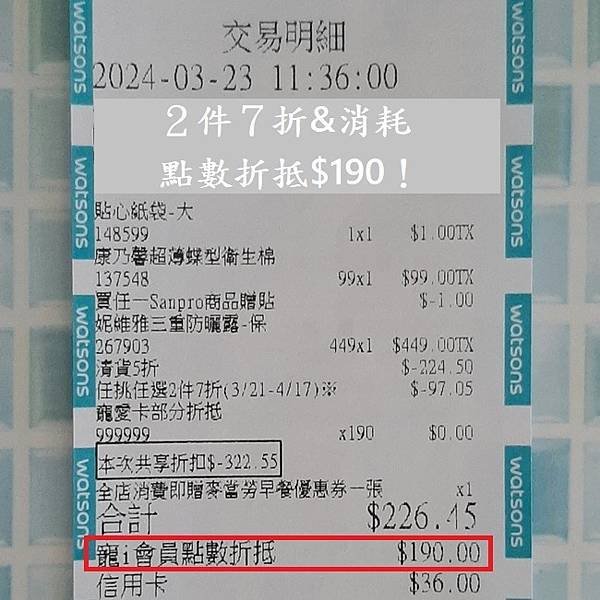 交易明細
2024-03-23 11:36:00
２件７折&消耗
點數折抵$190！
貼心紙袋-大
148599 1x1 $1.00TX
康乃馨超薄蝶型衛生棉
137548 99x1 $99.00TX
買任一Sanpro商品贈貼 $-1.00
妮維雅三重防曬露-保
267903 449x1 $449.00TX
清貨5折 $-224.50
任挑任選2件7折(3/21-4/17)※ $-97.05
寵愛卡部分折抵
999999 x190 $0.00
本次共享折扣$-322.55
全店消費即贈麥當勞早餐優惠券一張 x1
合計 $226.45
寵i會員點數折抵 $190.00
信用卡 $36.00
watsons
watsons
watsons
watsons
watsons
watsons
watsons
watsons